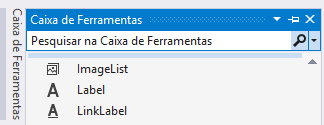 Caixa de Ferramentas
Caixa de Ferramentas
Pesquisar na Caixa de Ferramentas
ImageList
Label
LinkLabel